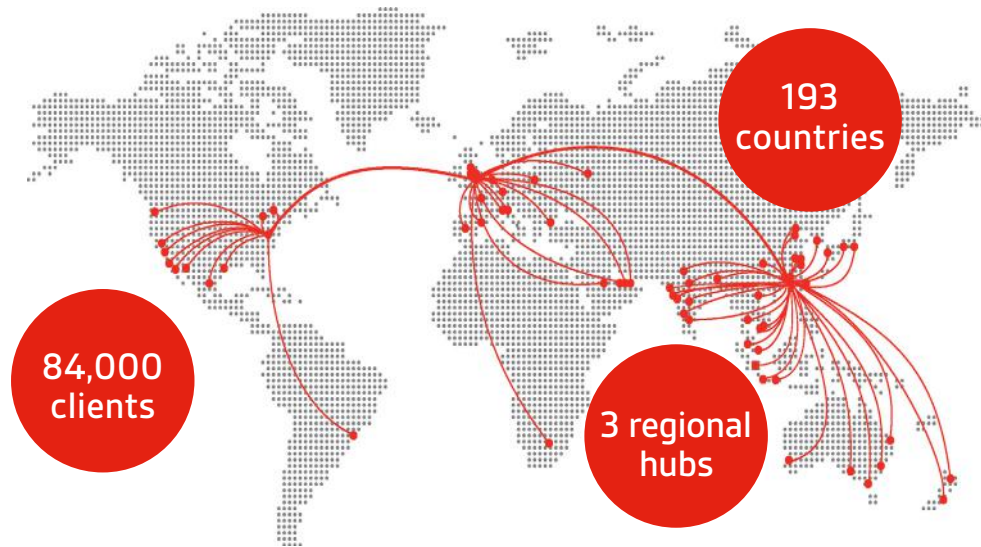 193
countries
84,000
clients
3 regional
hubs